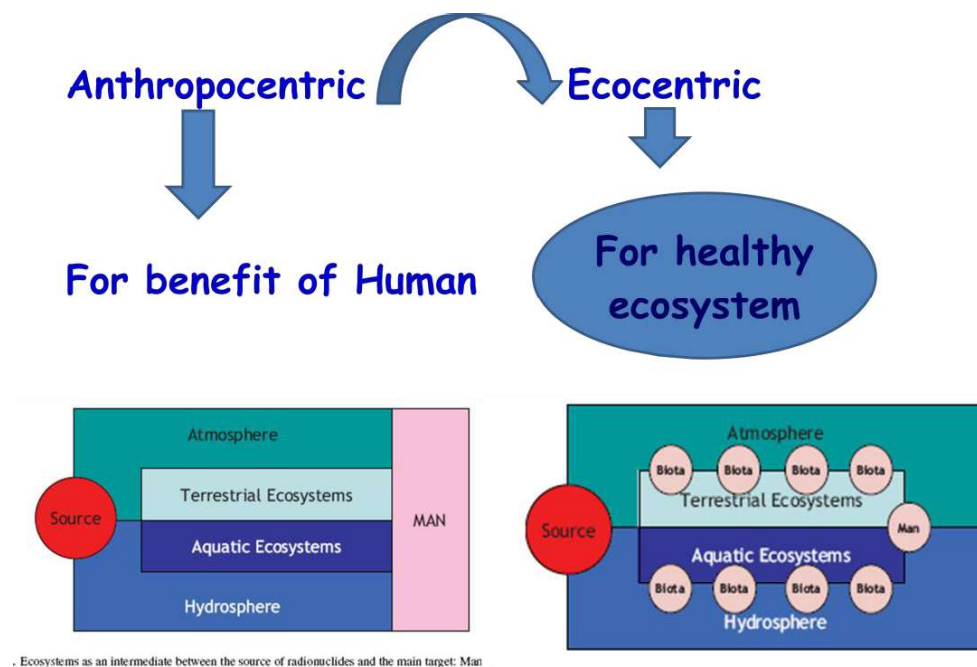 Anthropocentric
Ecocentric
For benefit of Human
For healthy
ecosystem
Atmosphere
Terrestrial Ecosystems
Source
MAN
Aquatic Ecosystems
Hydrosphere
. Ecosystems as an intermediate between the source of radionuclides and the main target: Man
Atmosphere
Biota Biota Biota Biota
Terrestrial Ecosystems
Source
Man
Aquatic Ecosystems
Biota Biota Biota Biota
Hydrosphere